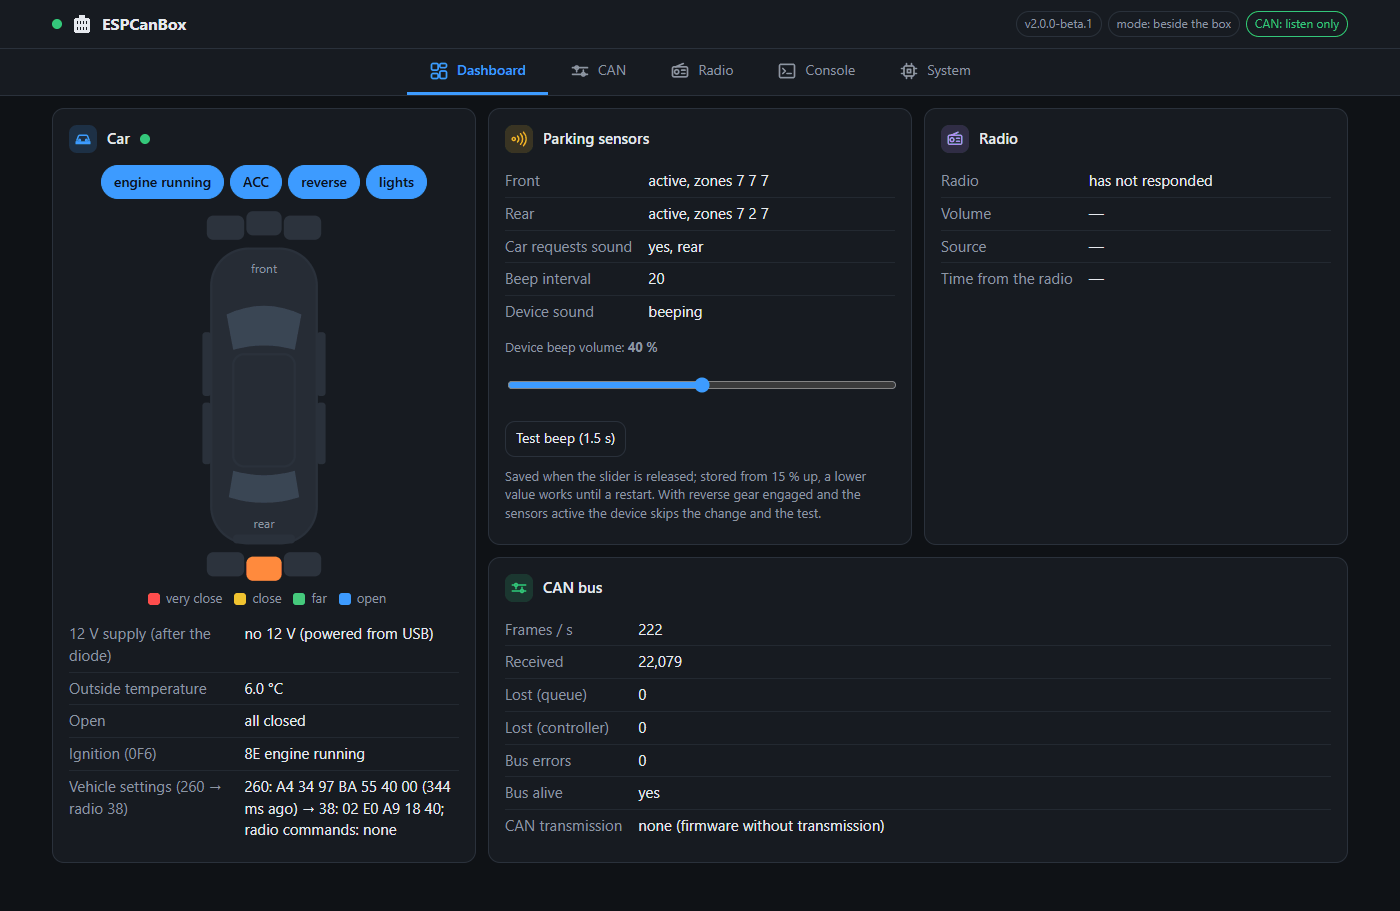 ESPCanBox
v2.0.0-beta.1
mode: beside the box
CAN: listen only
Dashboard
CAN
Radio
Console
System
Car
engine running
ACC
reverse
lights
front
rear
very close
close
far
open
12 V supply (after the
diode)
no 12 V (powered from USB)
Outside temperature
6.0 °C
Open
all closed
Ignition (0F6)
8E engine running
Vehicle settings (260 →
radio 38)
260: A4 34 97 BA 55 40 00 (344
ms ago) → 38: 02 E0 A9 18 40;
radio commands: none
Parking sensors
Front
active, zones 7 7 7
Rear
active, zones 7 2 7
Car requests sound
yes, rear
Beep interval
20
Device sound
beeping
Device beep volume: 40 %
Test beep (1.5 s)
Saved when the slider is released; stored from 15 % up, a lower
value works until a restart. With reverse gear engaged and the
sensors active the device skips the change and the test.
Radio
Radio
has not responded
Volume
—
Source
—
Time from the radio
—
CAN bus
Frames / s
222
Received
22,079
Lost (queue)
0
Lost (controller)
0
Bus errors
0
Bus alive
yes
CAN transmission
none (firmware without transmission)